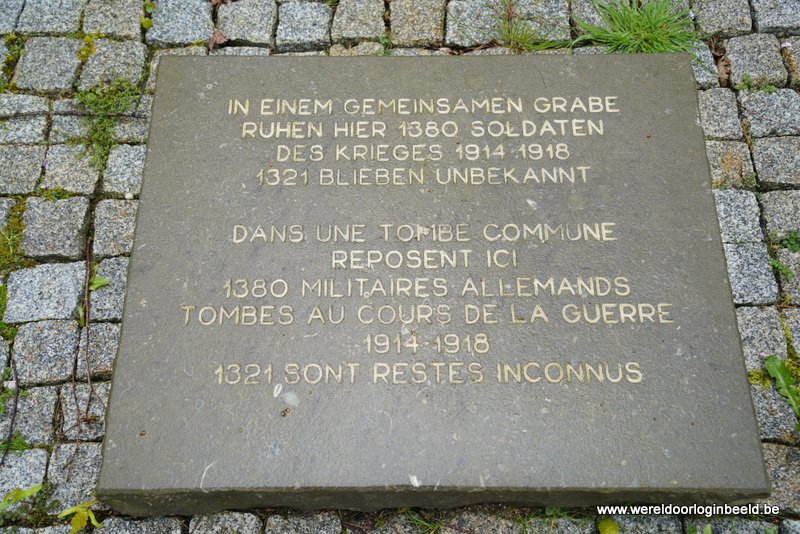 IN EINEM GEMEINSAMEN GRABE
RUHEN HIER 1380 SOLDATEN
DES KRIEGES 1914-1918
1321 BLIEBEN UNBEKANNT
DANS UNE TOMBE COMMUNE
REPOSENT ICI
1380 MILITAIRES ALLEMANDS
TOMBES AU COURS DE LA GUERRE
1914-1918
1321 SONT RESTES INCONNUS
www.wereldoorloginbeeld.be